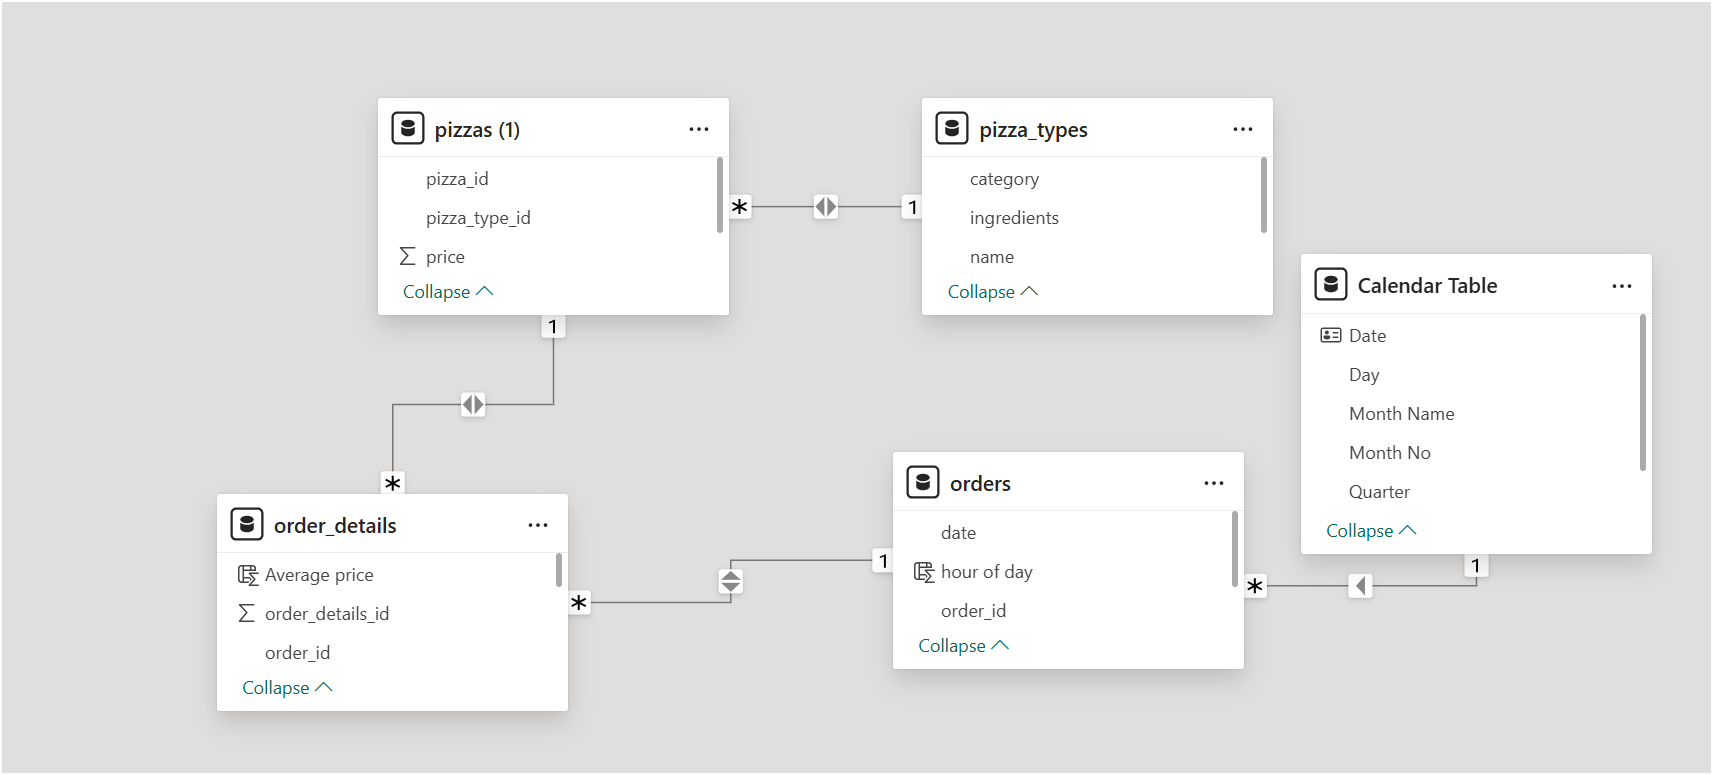 pizzas (1)
pizza_id
pizza_type_id
price
Collapse
pizza_types
category
ingredients
name
Collapse
* 1
Calendar Table
Date
Day
Month Name
Month No
Quarter
Collapse
1
*
order_details
Average price
order_details_id
order_id
Collapse
orders
date
hour of day
order_id
Collapse
* 1
* 1